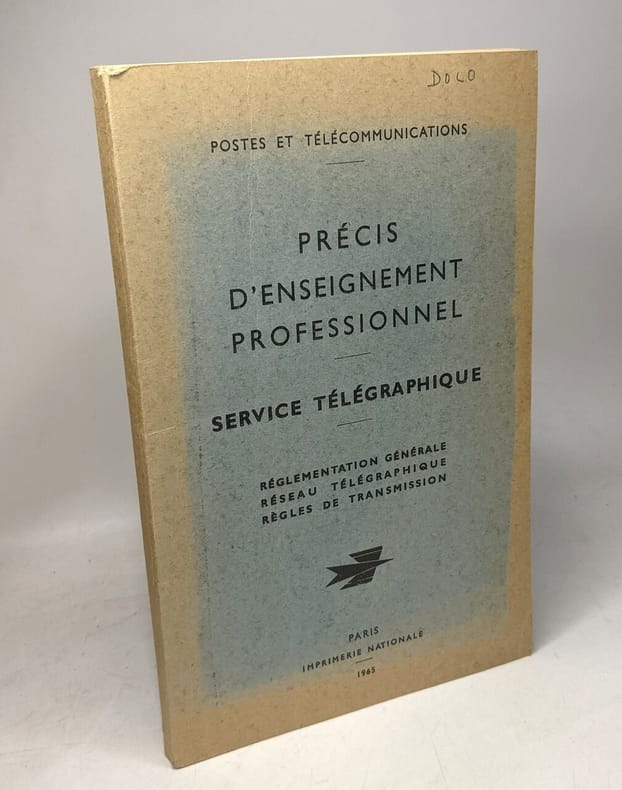 DOLO
POSTES ET TÉLÉCOMMUNICATIONS
PRÉCIS
D'ENSEIGNEMENT
PROFESSIONNEL
SERVICE TÉLÉGRAPHIQUE
RÉGLEMENTATION GÉNÉRALE
RÉSEAU TÉLÉGRAPHIQUE
RÈGLES DE TRANSMISSION
PARIS
IMPRIMERIE NATIONALE
1965